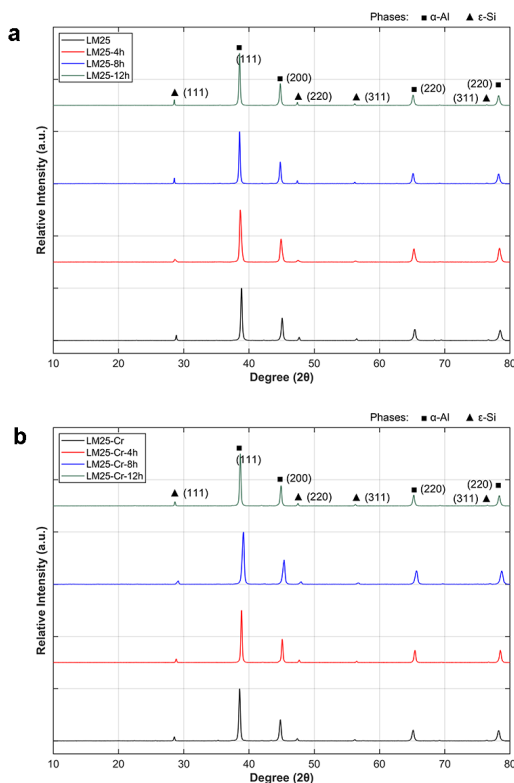 Phases: ■ α-Al ▲ ε-Si
a
LM25
LM25-4h
LM25-8h
LM25-12h
(111)
(111)
(200)
(220)
(311)
(220)
(220)
(311)
Relative Intensity (a.u.)
10 20 30 40 50 60 70 80
Degree (2θ)
Phases: ■ α-Al ▲ ε-Si
b
LM25-Cr
LM25-Cr-4h
LM25-Cr-8h
LM25-Cr-12h
(111)
(111)
(200)
(220)
(311)
(220)
(220)
(311)
Relative Intensity (a.u.)
10 20 30 40 50 60 70 80
Degree (2θ)